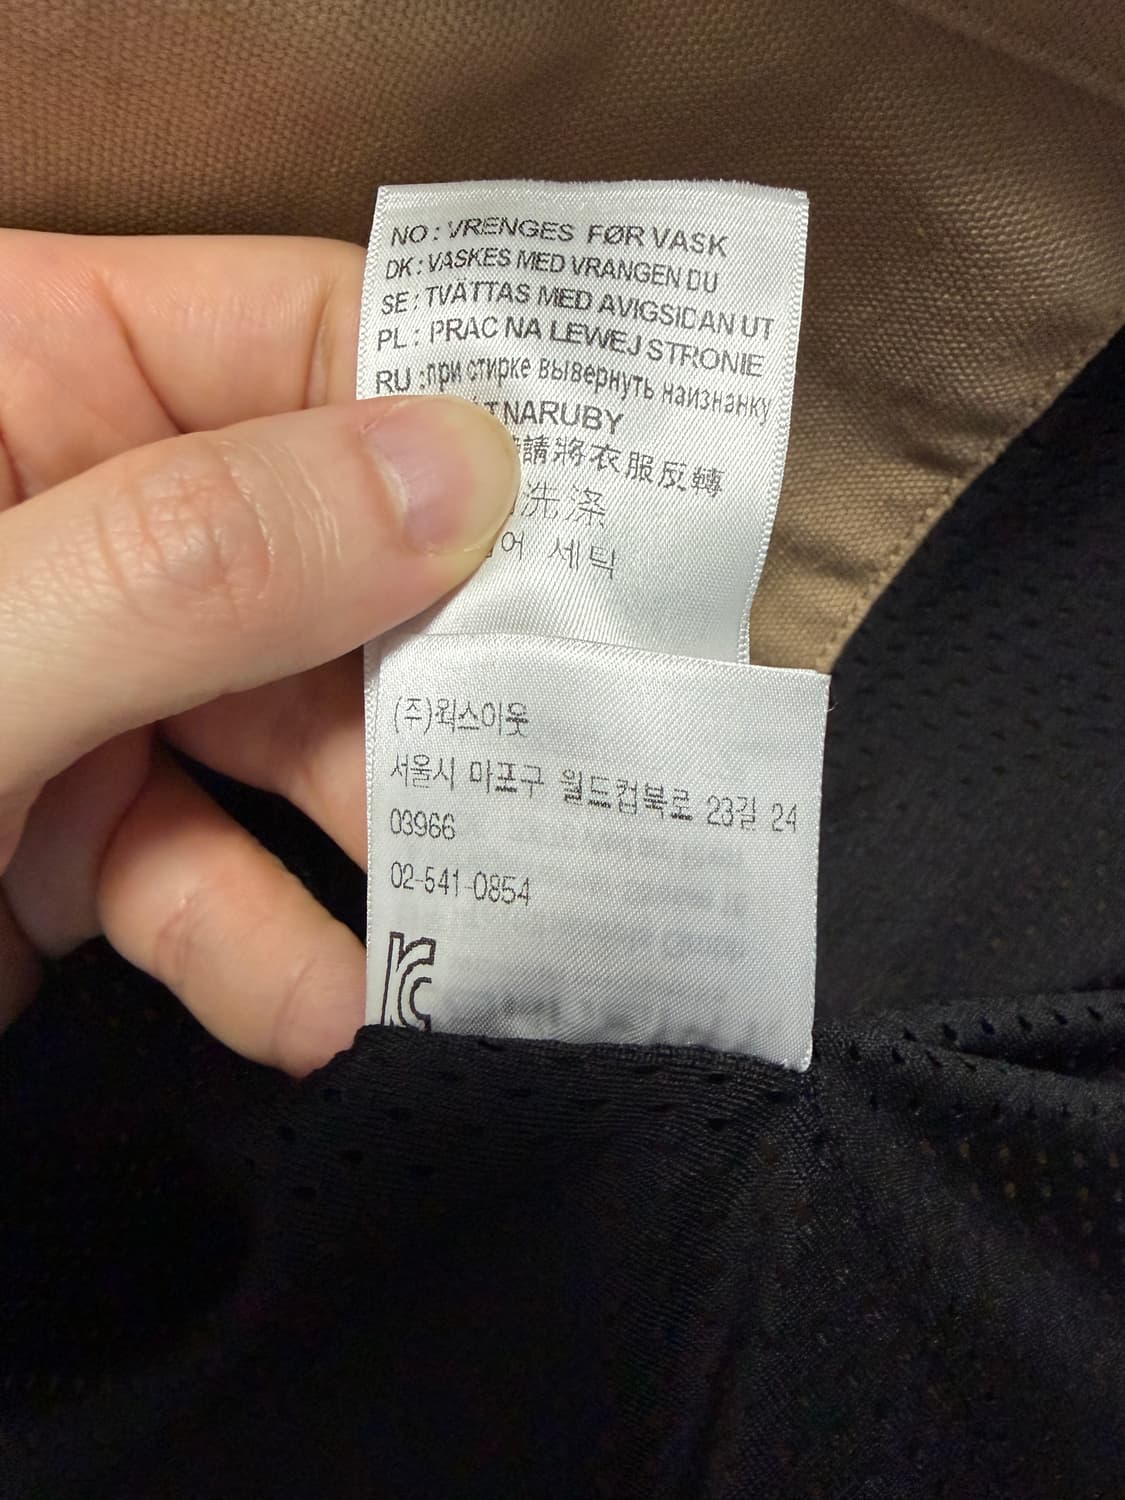 NO : VRENGES FØR VASK
DK : VASKES MED VRANGEN DU
SE : TVÄTTAS MED AVIGSIDAN UT
PL : PRAĆ NA LEWEJ STRONIE
RU : при стирке вывернуть наизнанку
NARUBY
請將衣服反轉
洗涤
세탁
(주)웍스아웃
서울시 마포구 월드컵북로 23길 24
03966
02-541-0854